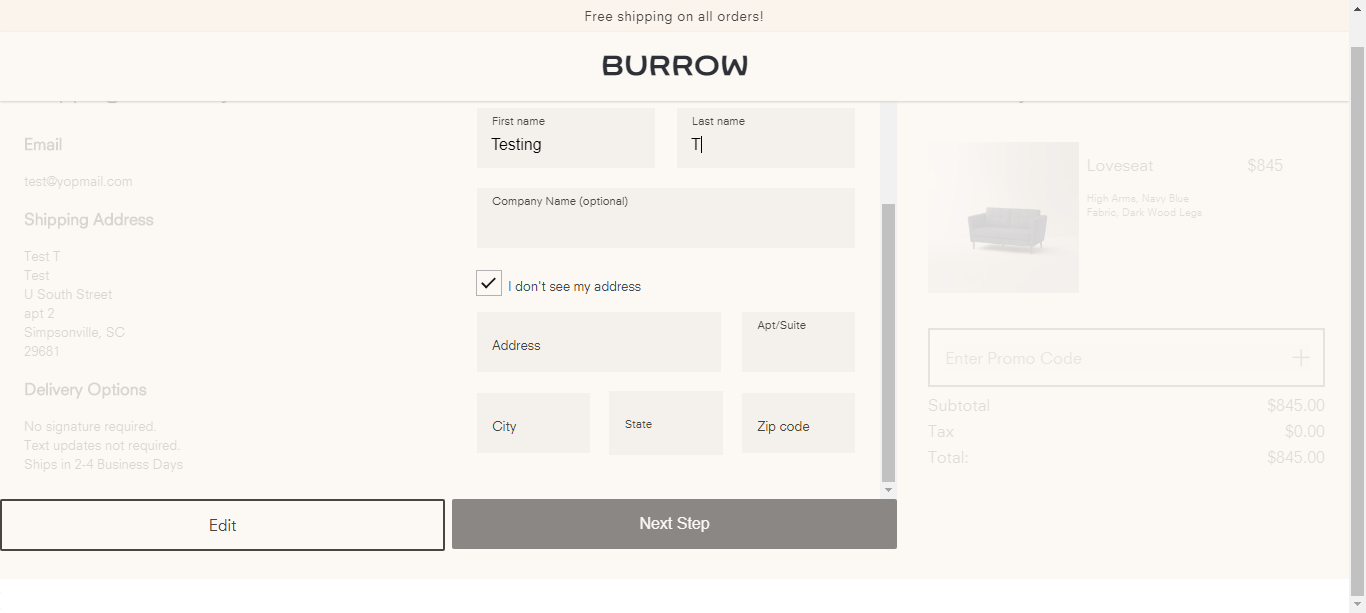 Free shipping on all orders!
BURROW
Email
test@yopmail.com
Shipping Address
Test T
Test
U South Street
apt 2
Simpsonville, SC
29681
Delivery Options
No signature required.
Text updates not required.
Ships in 2-4 Business Days
Edit
First name
Testing
Last name
T
Company Name (optional)
I don't see my address
Address
Apt/Suite
City
State
Zip code
Next Step
Loveseat $845
High Arms, Navy Blue
Fabric, Dark Wood Legs
Enter Promo Code
Subtotal $845.00
Tax $0.00
Total: $845.00